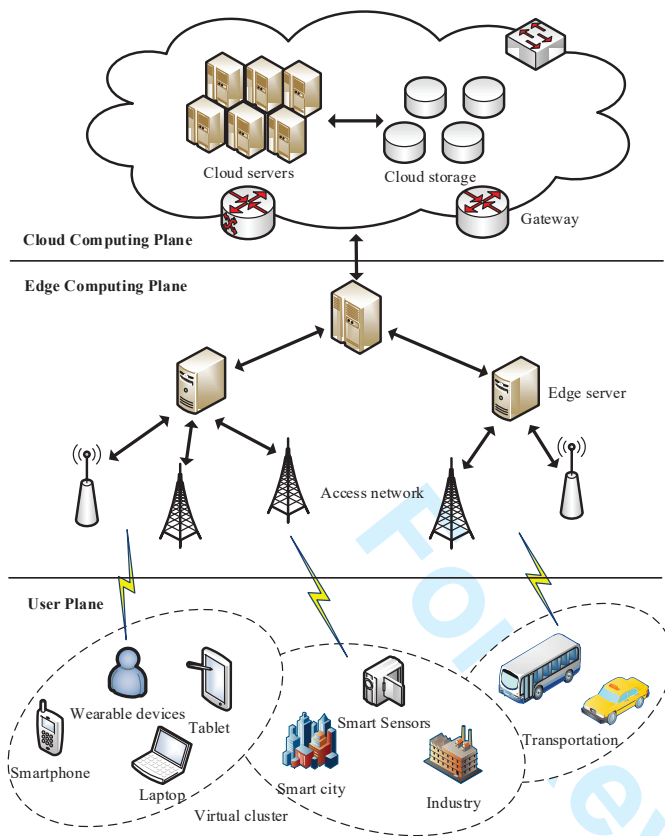 Cloud servers
Cloud storage
Gateway
Cloud Computing Plane
Edge Computing Plane
Edge server
Access network
User Plane
Wearable devices
Tablet
Smartphone
Laptop
Smart Sensors
Smart city
Industry
Transportation
Virtual cluster
For